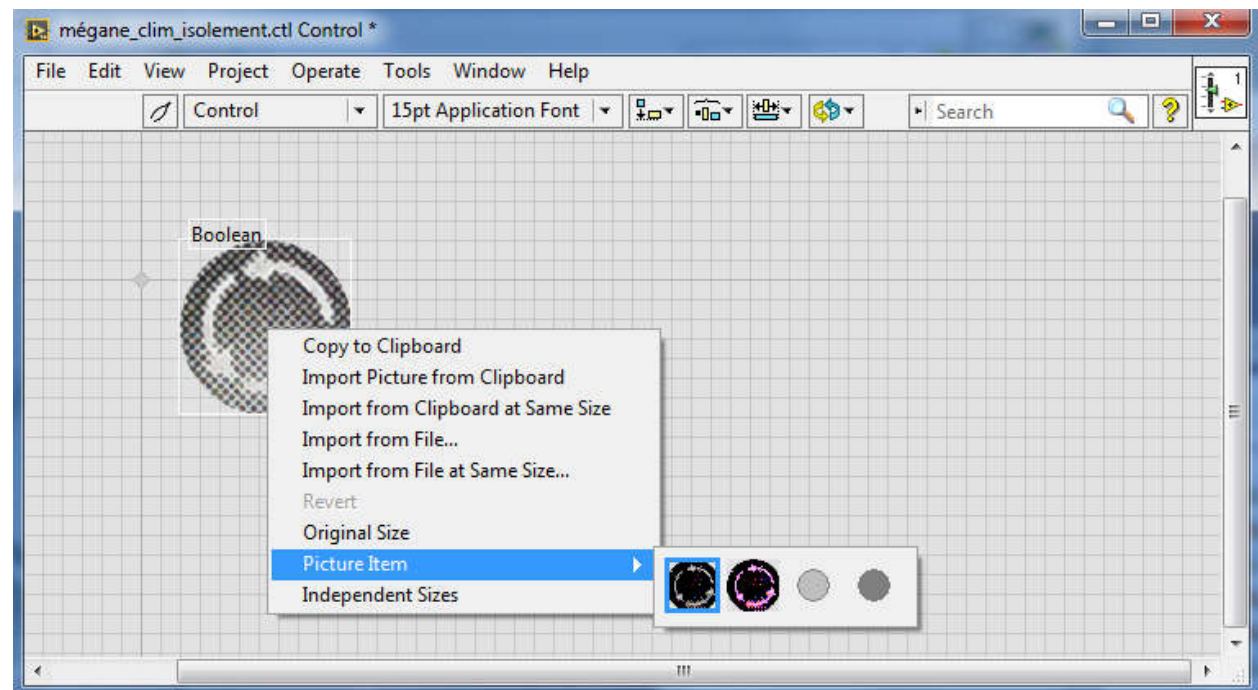 mégane_clim_isolement.ctl Control *
File Edit View Project Operate Tools Window Help
Control 15pt Application Font Search
1
Boolean
Copy to Clipboard
Import Picture from Clipboard
Import from Clipboard at Same Size
Import from File...
Import from File at Same Size...
Revert
Original Size
Picture Item
Independent Sizes